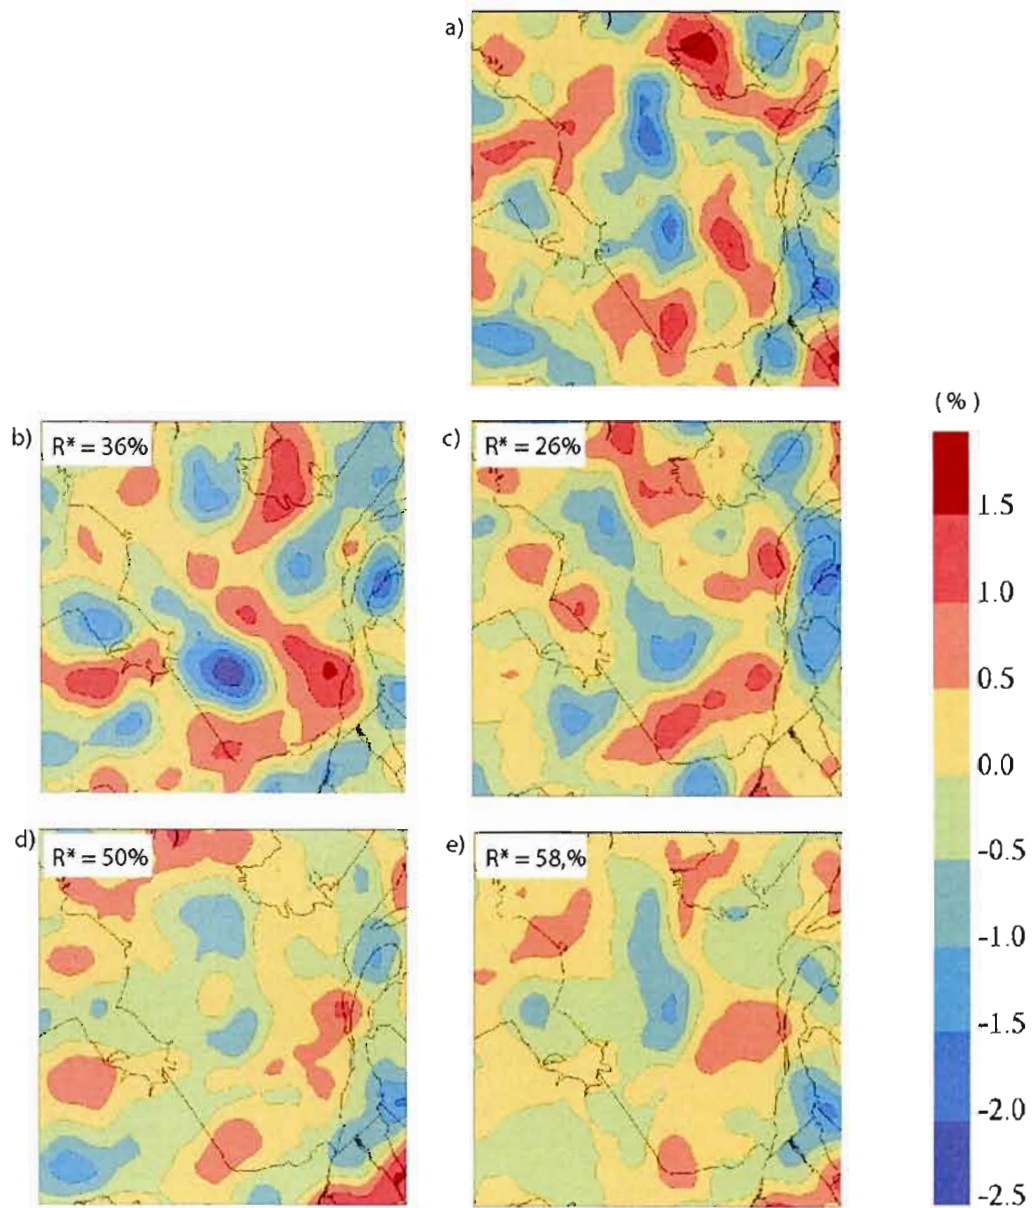 a)
b)
R* = 36%
c)
R* = 26%
( % )
1.5
1.0
0.5
0.0
-0.5
-1.0
-1.5
-2.0
-2.5
d)
R* = 50%
e)
R* = 58,%